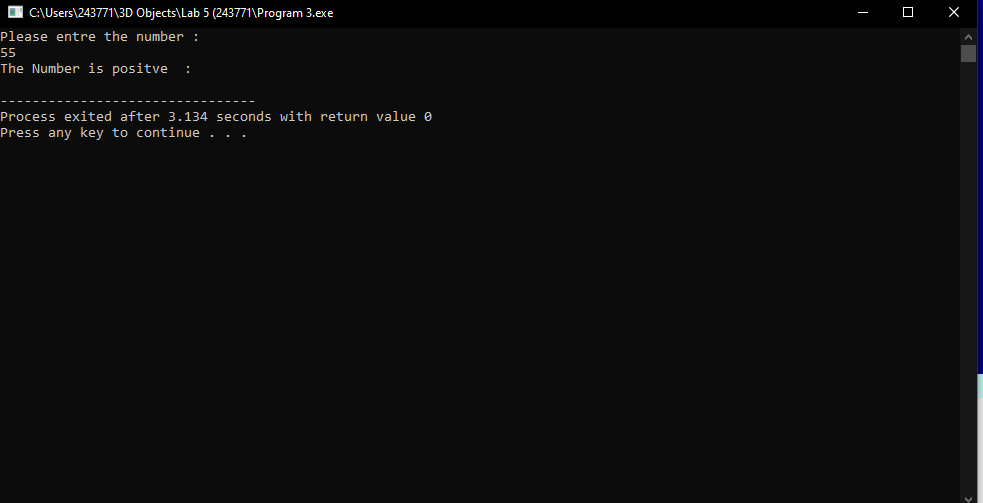 C:\Users\243771\3D Objects\Lab 5 (243771\Program 3.exe
Please entre the number :
55
The Number is positve  :
--------------------------------
Process exited after 3.134 seconds with return value 0
Press any key to continue . . .